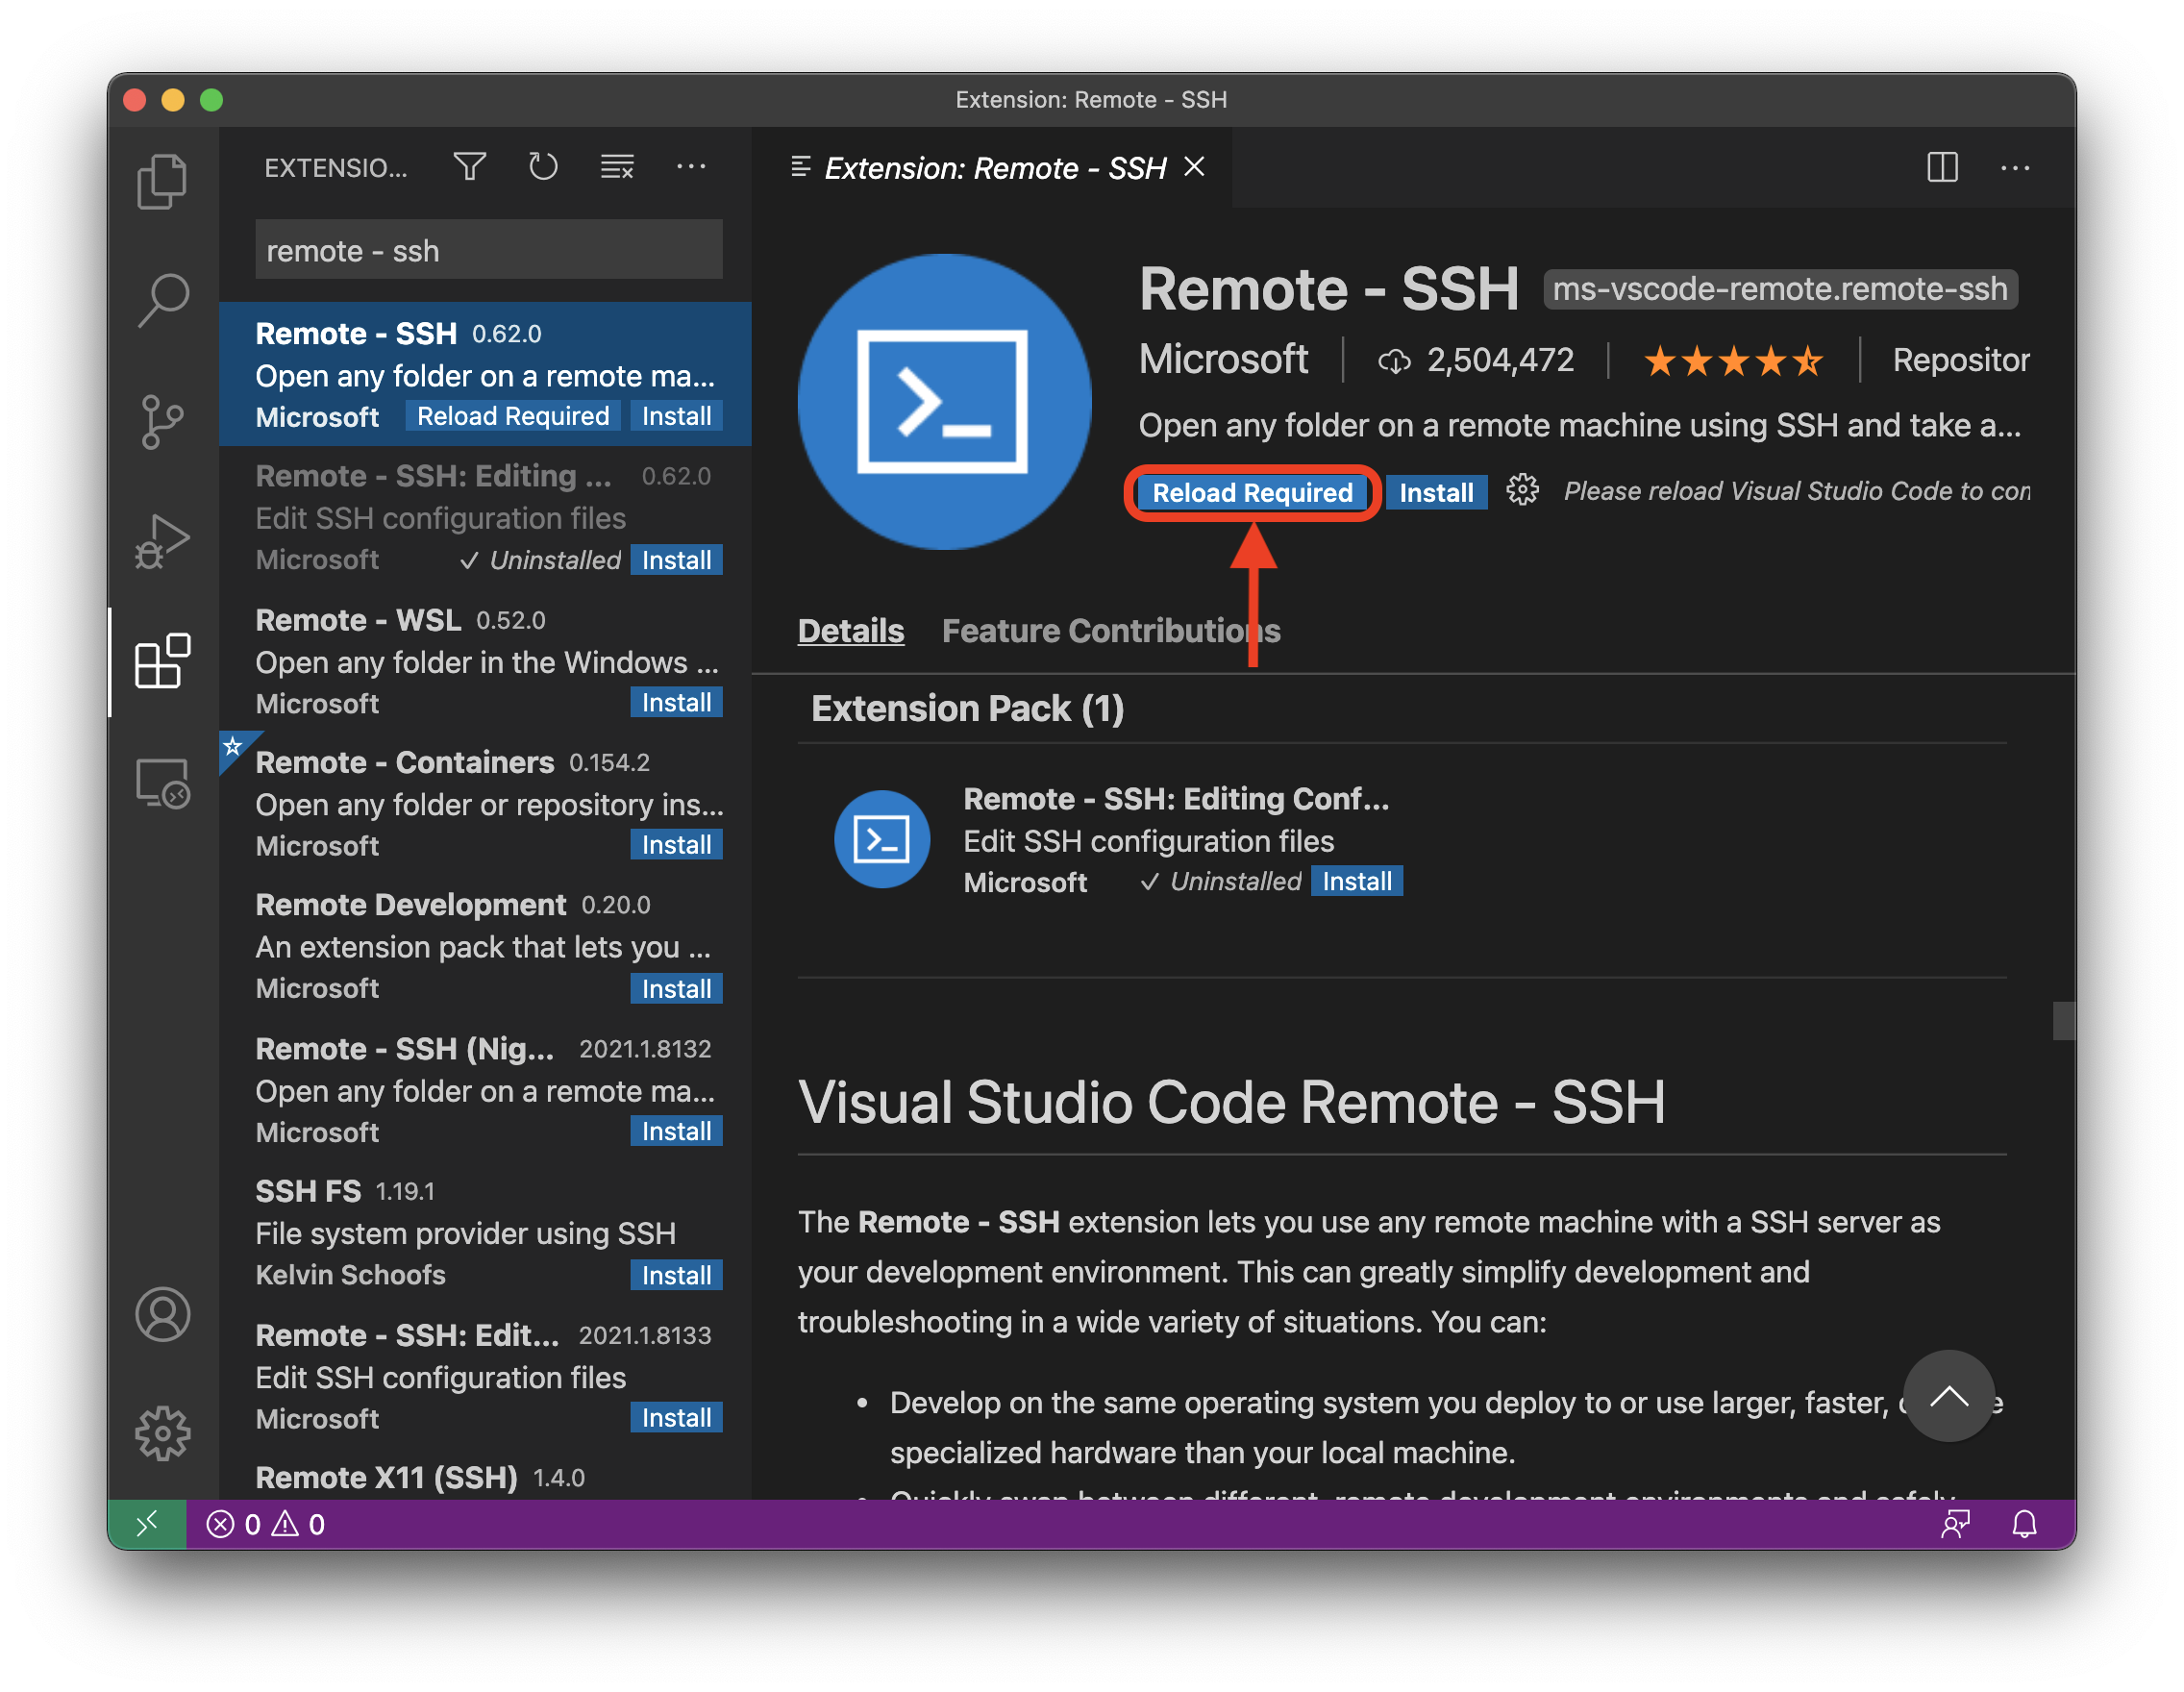 Extension: Remote - SSH
EXTENSIO...
remote - ssh
Remote - SSH 0.62.0
Open any folder on a remote ma...
Microsoft Reload Required Install
Remote - SSH: Editing ... 0.62.0
Edit SSH configuration files
Microsoft ✓ Uninstalled Install
Remote - WSL 0.52.0
Open any folder in the Windows ...
Microsoft Install
Remote - Containers 0.154.2
Open any folder or repository ins...
Microsoft Install
Remote Development 0.20.0
An extension pack that lets you ...
Microsoft Install
Remote - SSH (Nig... 2021.1.8132
Open any folder on a remote ma...
Microsoft Install
SSH FS 1.19.1
File system provider using SSH
Kelvin Schoofs Install
Remote - SSH: Edit... 2021.1.8133
Edit SSH configuration files
Microsoft Install
Remote X11 (SSH) 1.4.0
Extension: Remote - SSH
Remote - SSH ms-vscode-remote.remote-ssh
Microsoft 2,504,472 Repositor
Open any folder on a remote machine using SSH and take a...
Reload Required Install Please reload Visual Studio Code to con
Details Feature Contributions
Extension Pack (1)
Remote - SSH: Editing Conf...
Edit SSH configuration files
Microsoft ✓ Uninstalled Install
Visual Studio Code Remote - SSH
The Remote - SSH extension lets you use any remote machine with a SSH server as
your development environment. This can greatly simplify development and
troubleshooting in a wide variety of situations. You can:
• Develop on the same operating system you deploy to or use larger, faster,
specialized hardware than your local machine.
• Quickly swap between different, remote development environments and safely
0 0